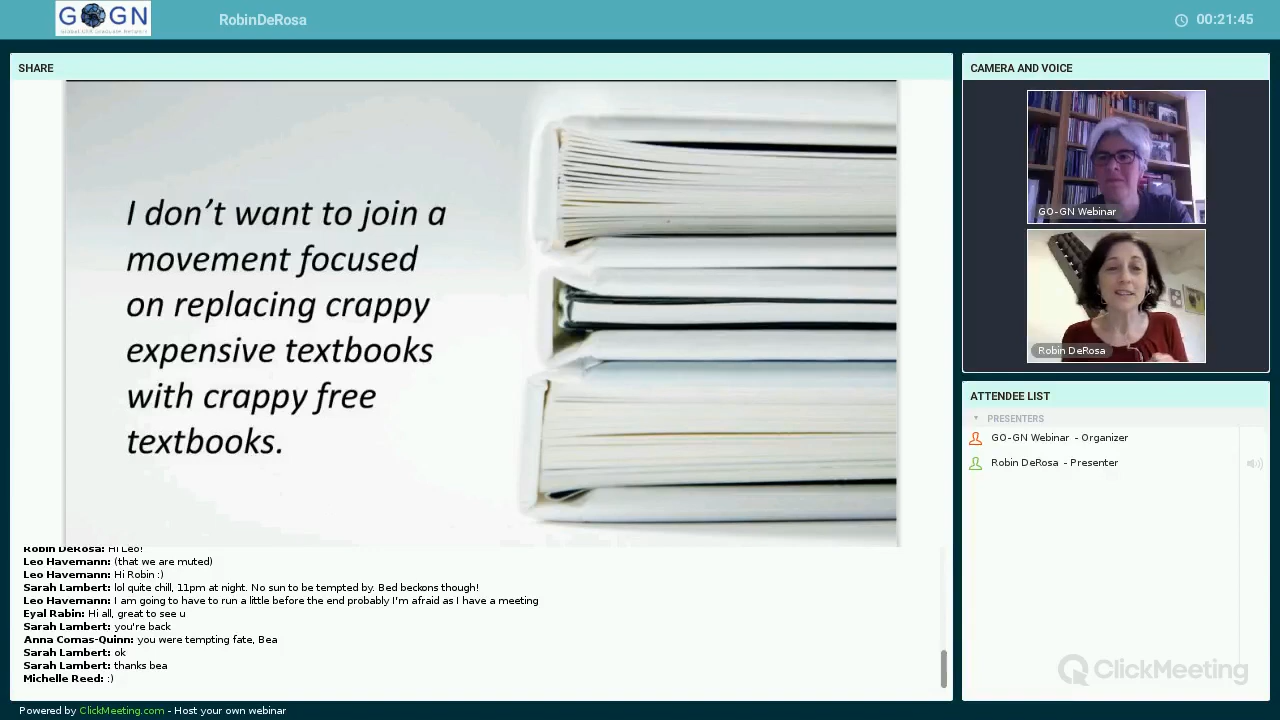 GOGN
Global OER Graduate Network
RobinDeRosa
00:21:45
SHARE
I don't want to join a
movement focused
on replacing crappy
expensive textbooks
with crappy free
textbooks.
Robin DeRosa: Hi Leo!
Leo Havemann: (that we are muted)
Leo Havemann: Hi Robin :)
Sarah Lambert: lol quite chill, 11pm at night. No sun to be tempted by. Bed beckons though!
Leo Havemann: I am going to have to run a little before the end probably I'm afraid as I have a meeting
Eyal Rabin: Hi all, great to see u
Sarah Lambert: you're back
Anna Comas-Quinn: you were tempting fate, Bea
Sarah Lambert: ok
Sarah Lambert: thanks bea
Michelle Reed: :)
CAMERA AND VOICE
GO-GN Webinar
Robin DeRosa
ATTENDEE LIST
PRESENTERS
GO-GN Webinar - Organizer
Robin DeRosa - Presenter
ClickMeeting
Powered by ClickMeeting.com - Host your own webinar